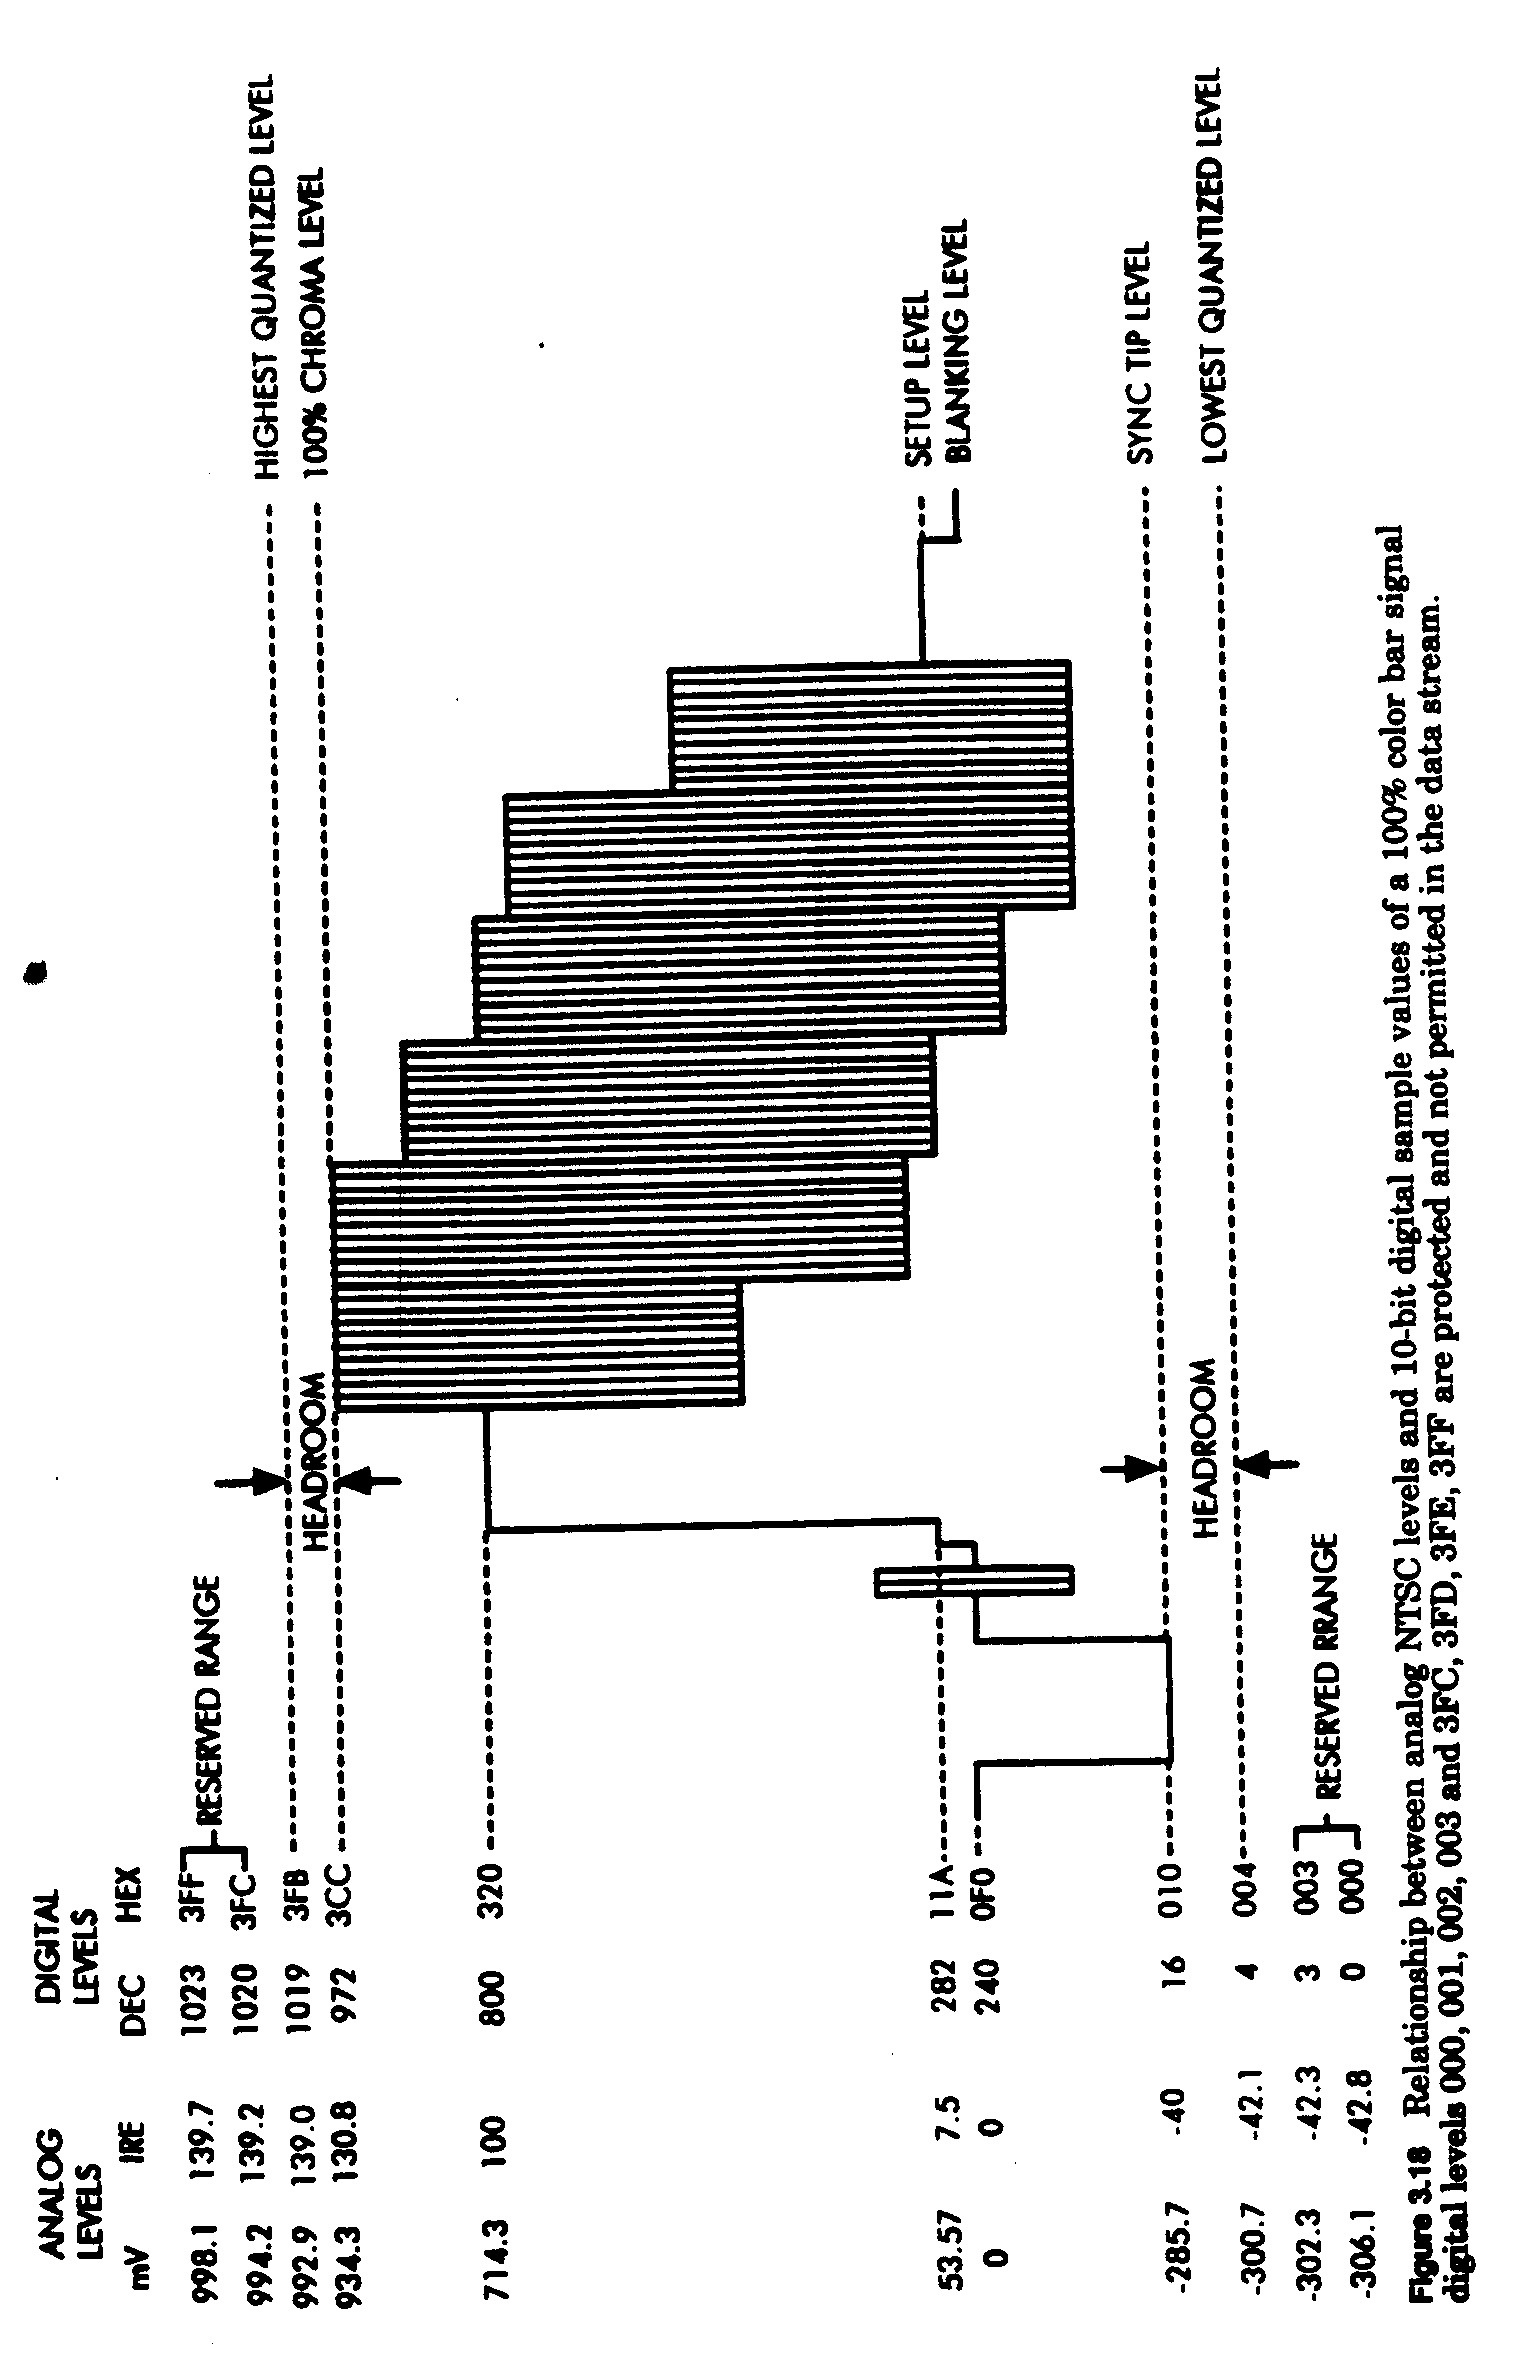 ANALOG LEVELS DIGITAL LEVELS
mV IRE DEC HEX
998.1 139.7 1023 3FF
RESERVED RANGE
994.2 139.2 1020 3FC
992.9 139.0 1019 3FB HIGHEST QUANTIZED LEVEL
HEADROOM
934.3 130.8 972 3CC 100% CHROMA LEVEL
714.3 100 800 320
53.57 7.5 282 11A SETUP LEVEL
0 0 240 0F0 BLANKING LEVEL
-285.7 -40 16 010 SYNC TIP LEVEL
HEADROOM
-300.7 -42.1 4 004 LOWEST QUANTIZED LEVEL
-302.3 -42.3 3 003
RESERVED RRANGE
-306.1 -42.8 0 000
Figure 3.18 Relationship between analog NTSC levels and 10-bit digital sample values of a 100% color bar signal
digital levels 000, 001, 002, 003 and 3FC, 3FD, 3FE, 3FF are protected and not permitted in the data stream.